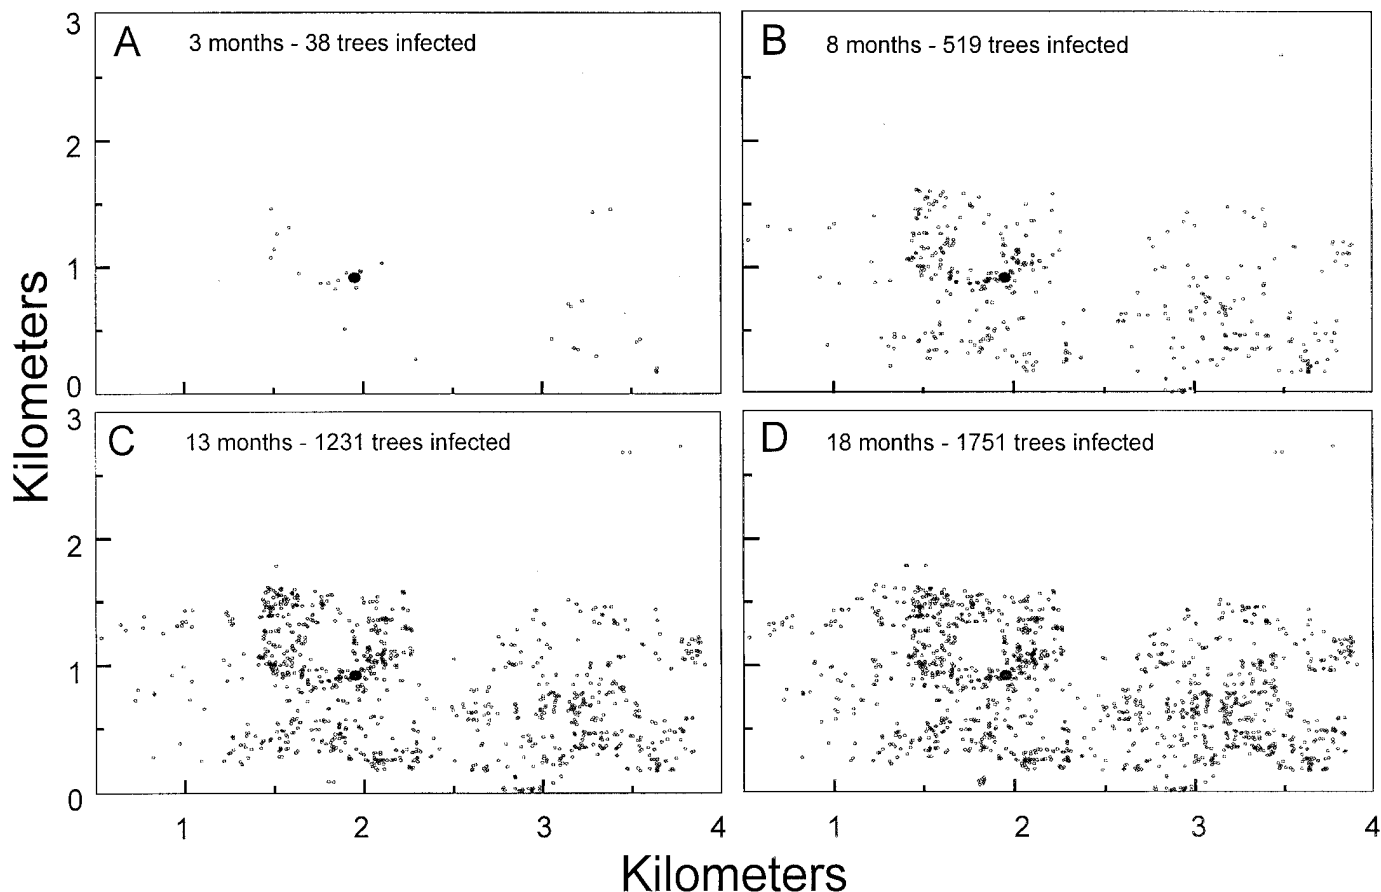 A 3 months - 38 trees infected
B 8 months - 519 trees infected
3
2
1
0
C 13 months - 1231 trees infected
D 18 months - 1751 trees infected
3
2
1
0
1 2 3 4
1 2 3 4
Kilometers
Kilometers